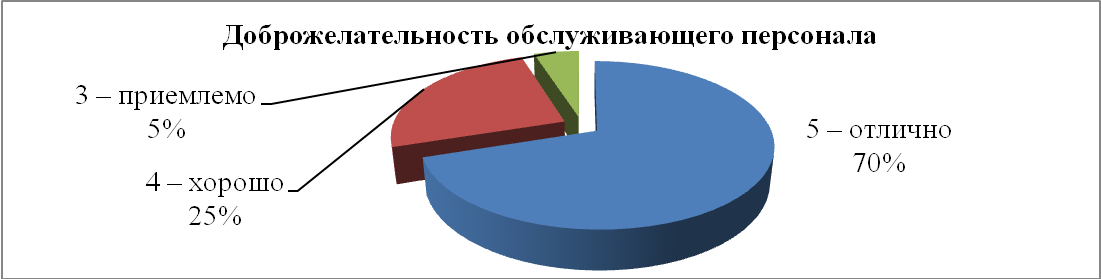 Доброжелательность обслуживающего персонала
3 – приемлемо
5%
4 – хорошо
25%
5 – отлично
70%